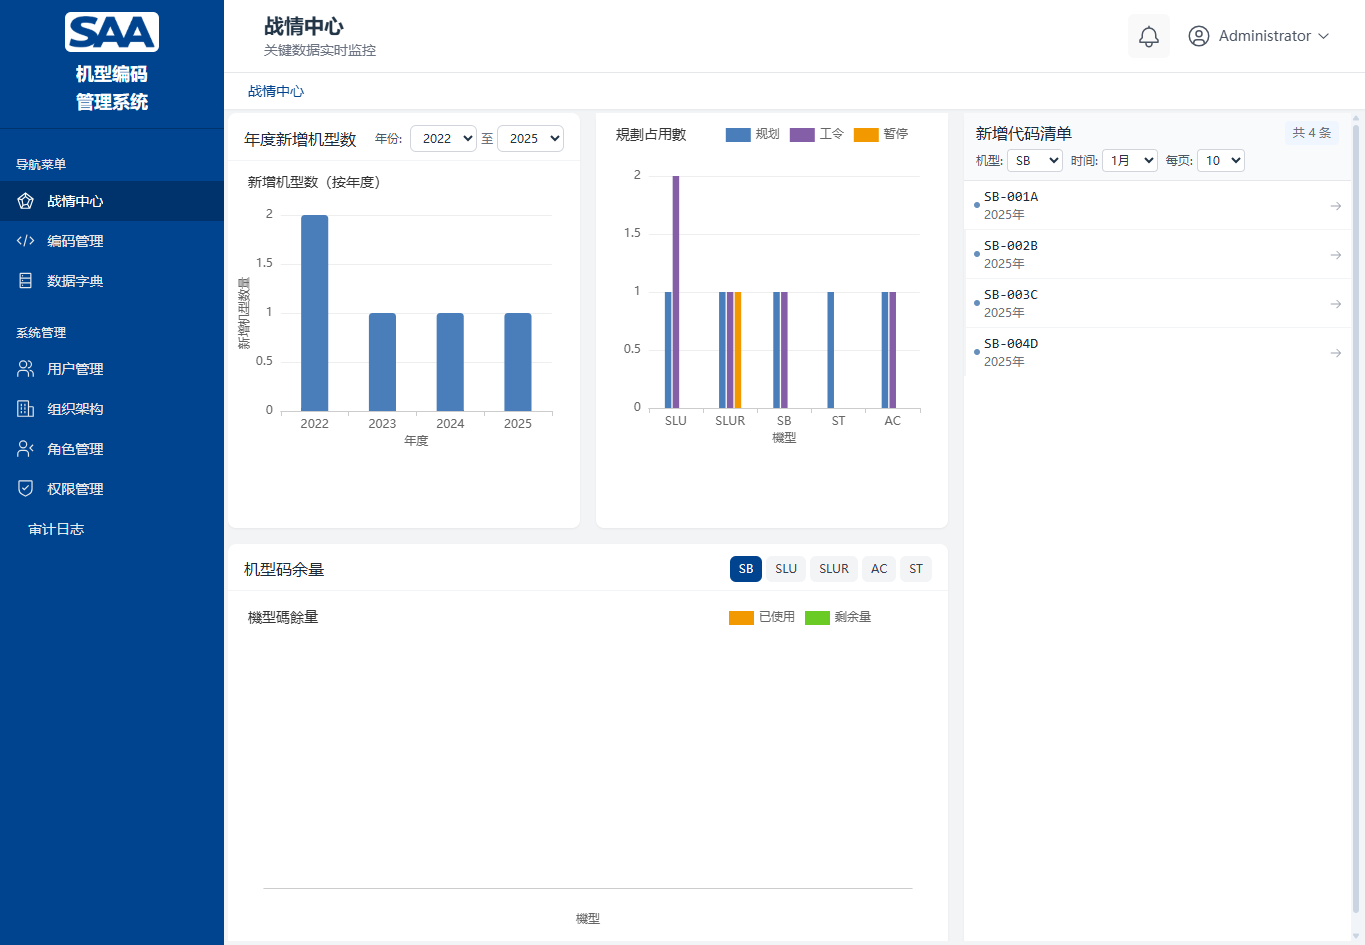 SAA
机型编码
管理系统
导航菜单
战情中心
编码管理
数据字典
系统管理
用户管理
组织架构
角色管理
权限管理
审计日志
战情中心
关键数据实时监控
Administrator
战情中心
年度新增机型数 年份: 2022 至 2025
新增机型数（按年度）
新增机型数量
2
1.5
1
0.5
0
2022 2023 2024 2025
年度
規劃占用數 规划 工令 暂停
2
1.5
1
0.5
0
SLU SLUR SB ST AC
機型
机型码余量 SB SLU SLUR AC ST
機型碼餘量 已使用 剩余量
機型
新增代码清单 共 4 条
机型: SB 时间: 1月 每页: 10
SB-001A
2025年
SB-002B
2025年
SB-003C
2025年
SB-004D
2025年